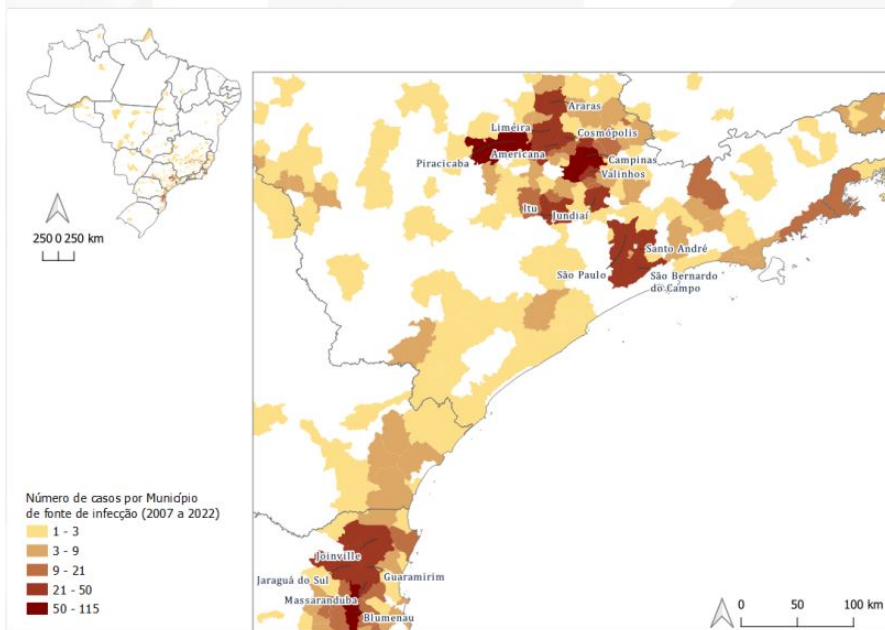 250 0 250 km
Araras
Limeira
Cosmópolis
Americana
Piracicaba
Campinas
Valinhos
Itu
Jundiaí
Santo André
São Paulo
São Bernardo
do Campo
Número de casos por Município
de fonte de infecção (2007 a 2022)
1 - 3
3 - 9
9 - 21
21 - 50
50 - 115
Joinville
Jaraguá do Sul
Guaramirim
Massaranduba
Blumenau
0 50 100 km